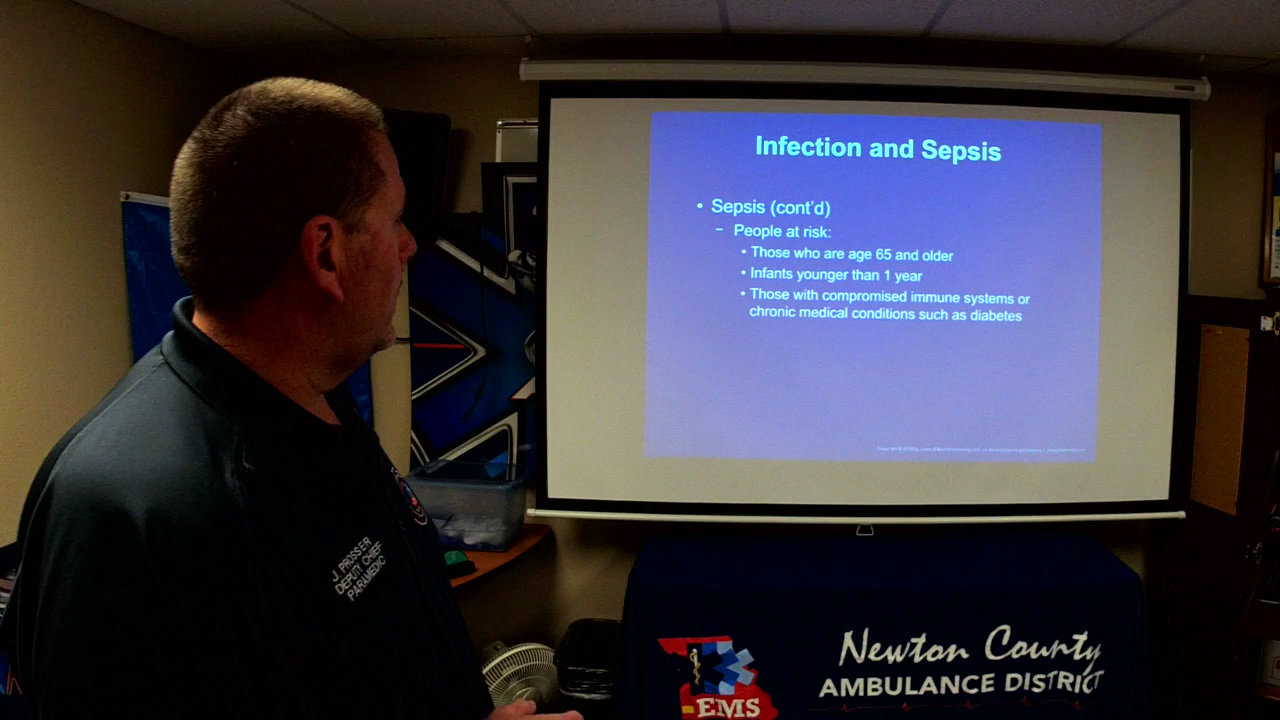 Infection and Sepsis
• Sepsis (cont'd)
– People at risk:
• Those who are age 65 and older
• Infants younger than 1 year
• Those with compromised immune systems or
chronic medical conditions such as diabetes
J. PROSSER
DEPUTY CHIEF
PARAMEDIC
Newton County
AMBULANCE DISTRICT
EMS